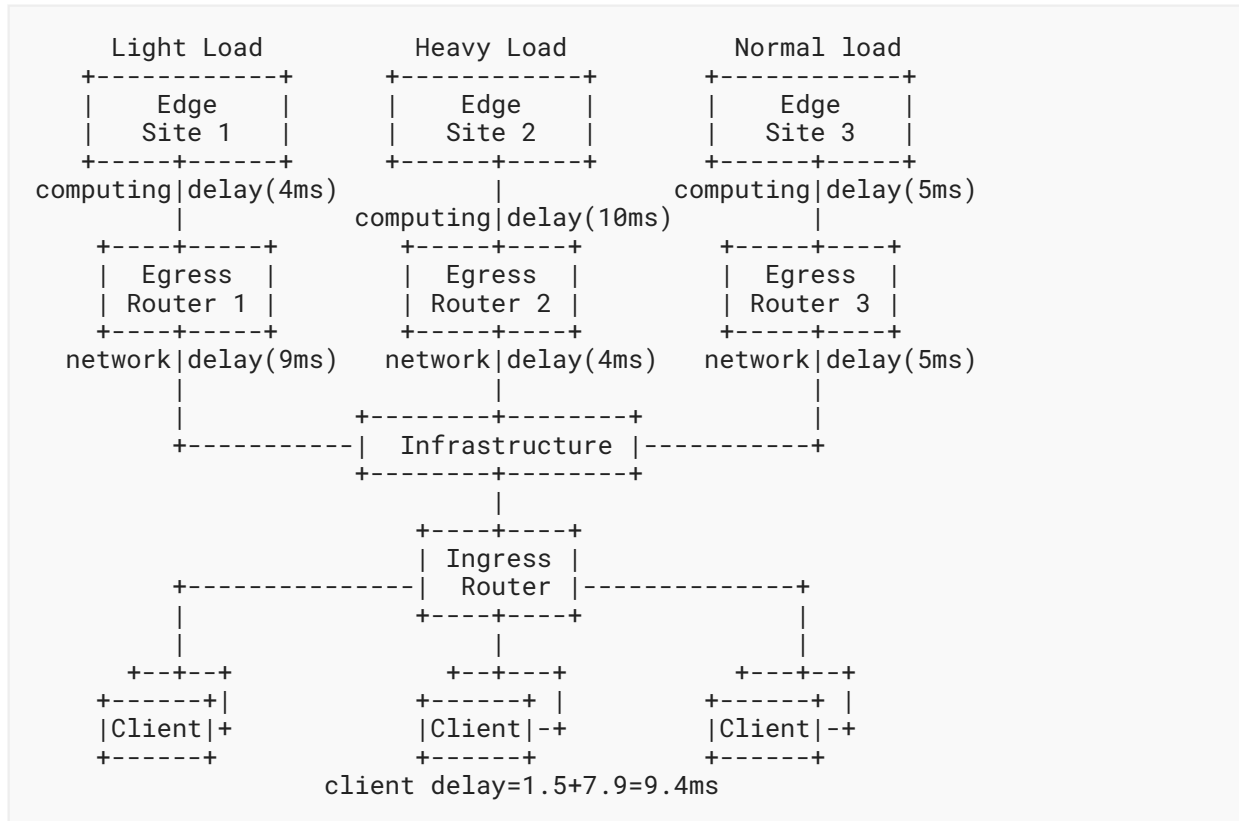 Light Load          Heavy Load           Normal load
   +------------+      +------------+       +------------+
   |    Edge    |      |    Edge    |       |    Edge    |
   |   Site 1   |      |   Site 2   |       |   Site 3   |
   +-----+------+      +------+-----+       +------+-----+
computing|delay(4ms)          |           computing|delay(5ms)
         |           computing|delay(10ms)         |
    +----+-----+        +-----+----+         +-----+----+
    |  Egress  |        |  Egress  |         |  Egress  |
    | Router 1 |        | Router 2 |         | Router 3 |
    +----+-----+        +-----+----+         +-----+----+
  network|delay(9ms)   network|delay(4ms)   network|delay(5ms)
         |                    |                    |
         |           +--------+--------+           |
         +-----------|  Infrastructure |-----------+
                     +--------+--------+
                              |
                         +----+----+
                         | Ingress |
         +---------------|  Router |--------------+
         |               +----+----+              |
         |                    |                   |
      +--+--+              +--+---+           +---+--+
    +------+|            +------+ |         +------+ |
    |Client|+            |Client|-+         |Client|-+
    +------+             +------+           +------+
                   client delay=1.5+7.9=9.4ms